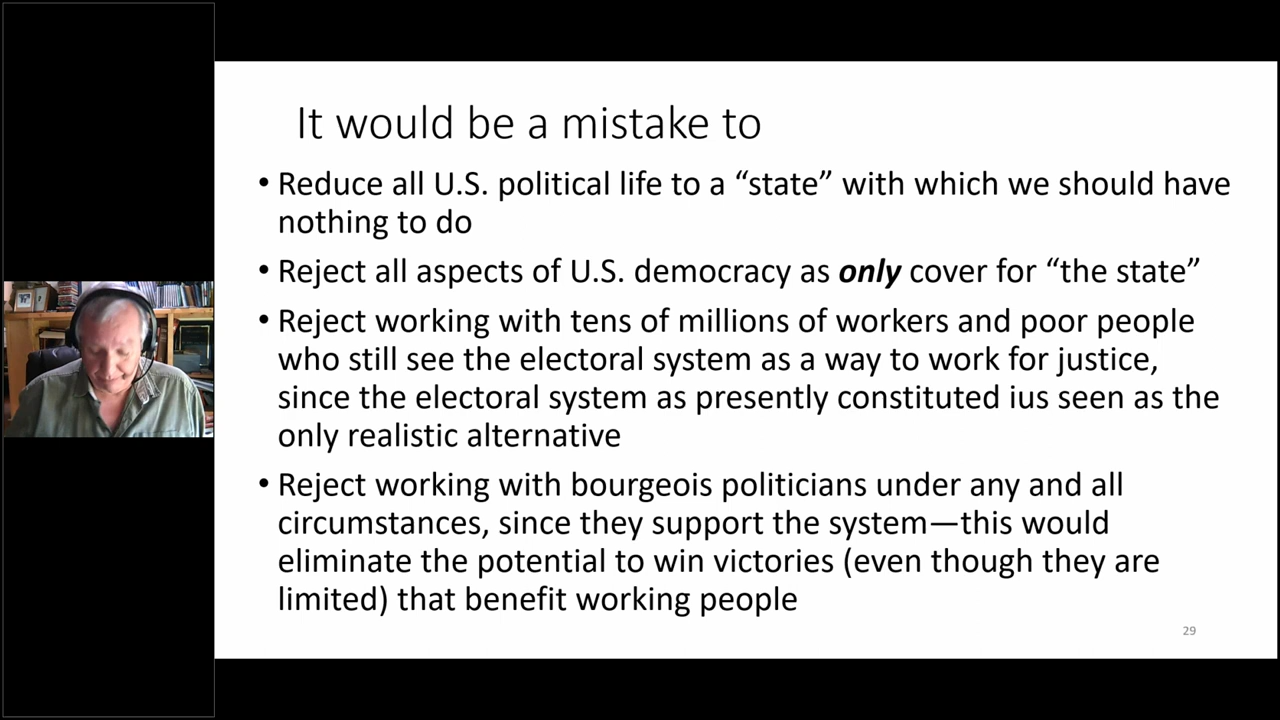 It would be a mistake to
• Reduce all U.S. political life to a “state” with which we should have
nothing to do
• Reject all aspects of U.S. democracy as only cover for “the state”
• Reject working with tens of millions of workers and poor people
who still see the electoral system as a way to work for justice,
since the electoral system as presently constituted ius seen as the
only realistic alternative
• Reject working with bourgeois politicians under any and all
circumstances, since they support the system—this would
eliminate the potential to win victories (even though they are
limited) that benefit working people
29